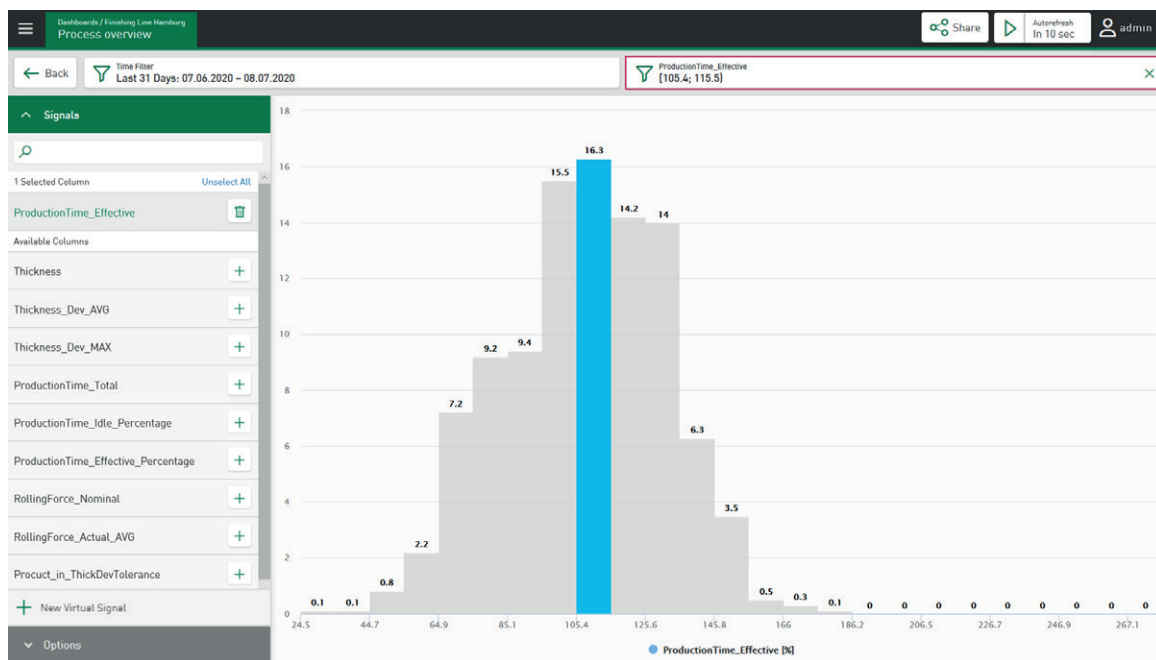 Dashboards / Finishing Line Hamburg
Process overview
Share
Autorefresh
In 10 sec
admin
Back
Time Filter
Last 31 Days: 07.06.2020 – 08.07.2020
ProductionTime_Effective
[105.4; 115.5)
Signals
1 Selected Column
Unselect All
ProductionTime_Effective
Available Columns
Thickness
Thickness_Dev_AVG
Thickness_Dev_MAX
ProductionTime_Total
ProductionTime_Idle_Percentage
ProductionTime_Effective_Percentage
RollingForce_Nominal
RollingForce_Actual_AVG
Procuct_in_ThickDevTolerance
New Virtual Signal
Options
18
16
14
12
10
8
6
4
2
0
0.1 0.1 0.8 2.2 7.2 9.2 9.4 15.5 16.3 14.2 14 6.3 3.5 0.5 0.3 0.1 0 0 0 0 0 0 0 0 0
24.5 44.7 64.9 85.1 105.4 125.6 145.8 166 186.2 206.5 226.7 246.9 267.1
ProductionTime_Effective [%]